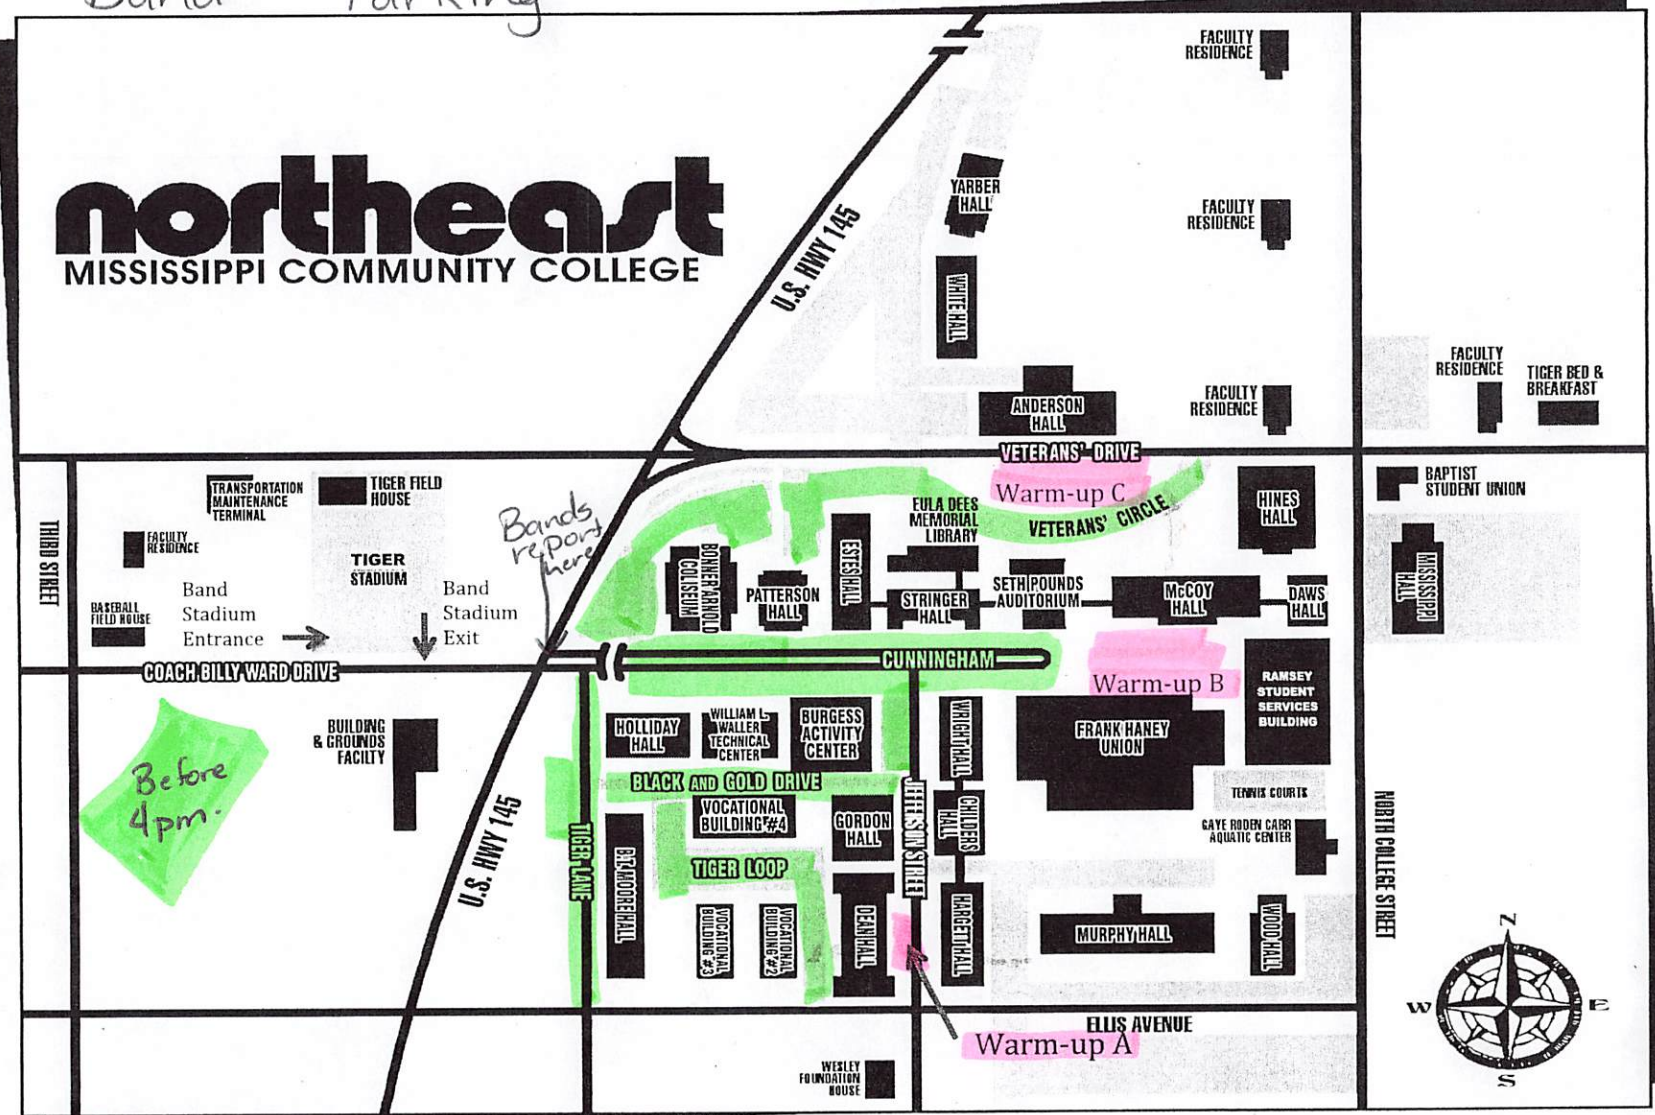 Band Parking
northeast
MISSISSIPPI COMMUNITY COLLEGE
FACULTY
RESIDENCE
YARBER
HALL
FACULTY
RESIDENCE
U.S. HWY 145
WHITE HALL
FACULTY
RESIDENCE
TIGER BED &
BREAKFAST
ANDERSON
HALL
FACULTY
RESIDENCE
VETERANS' DRIVE
TRANSPORTATION
MAINTENANCE
TERMINAL
TIGER FIELD
HOUSE
Warm-up C
BAPTIST
STUDENT UNION
HINES
HALL
EULA DEES
MEMORIAL
LIBRARY
VETERANS' CIRCLE
Bands
report
here
THIRD STREET
FACULTY
RESIDENCE
TIGER
STADIUM
BONNER ARNOLD
COLISEUM
ESTES HALL
MISSISSIPPI
HALL
Band
Stadium
Entrance
Band
Stadium
Exit
PATTERSON
HALL
STRINGER
HALL
SETH POUNDS
AUDITORIUM
McCOY
HALL
DAWS
HALL
BASEBALL
FIELD HOUSE
COACH BILLY WARD DRIVE
CUNNINGHAM
Warm-up B
RAMSEY
STUDENT
SERVICES
BUILDING
BUILDING
& GROUNDS
FACILTY
HOLLIDAY
HALL
WILLIAM L.
WALLER
TECHNICAL
CENTER
BURGESS
ACTIVITY
CENTER
WRIGHT HALL
FRANK HANEY
UNION
Before
4pm.
BLACK AND GOLD DRIVE
TENNIS COURTS
VOCATIONAL
BUILDING #4
GORDON
HALL
JEFFERSON STREET
CHILDERS
HALL
GAYE RODEN CARR
AQUATIC CENTER
NORTH COLLEGE STREET
U.S. HWY 145
TIGER LANE
TIGER LOOP
VOCATIONAL
BUILDING #3
VOCATIONAL
BUILDING #2
DEAN HALL
HARGETT HALL
MURPHY HALL
WOOD HALL
N
W
E
S
ELLIS AVENUE
Warm-up A
WESLEY
FOUNDATION
HOUSE